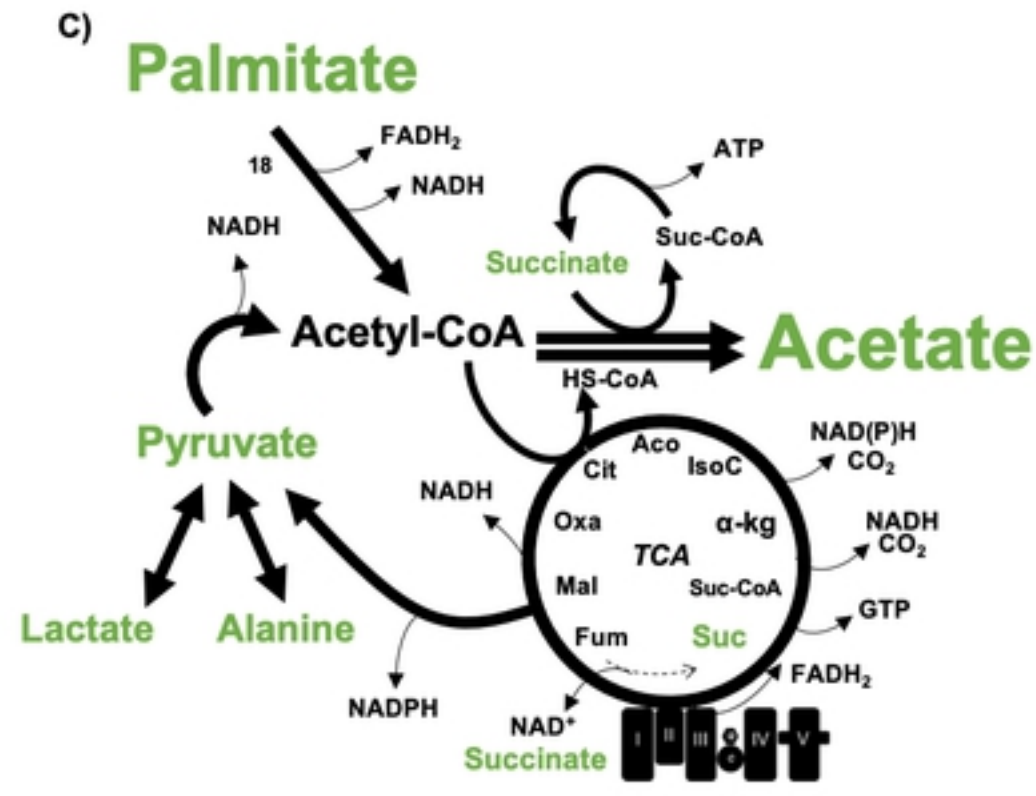 C)
Palmitate
18
FADH₂
NADH
NADH
ATP
Suc-CoA
Succinate
Acetyl-CoA
Acetate
HS-CoA
Pyruvate
Lactate
Alanine
NADPH
NADH
Cit
Aco
IsoC
α-kg
Suc-CoA
Suc
Fum
Mal
Oxa
TCA
NAD(P)H
CO₂
NADH
CO₂
GTP
FADH₂
NAD⁺
Succinate
I
II
III
IV
V